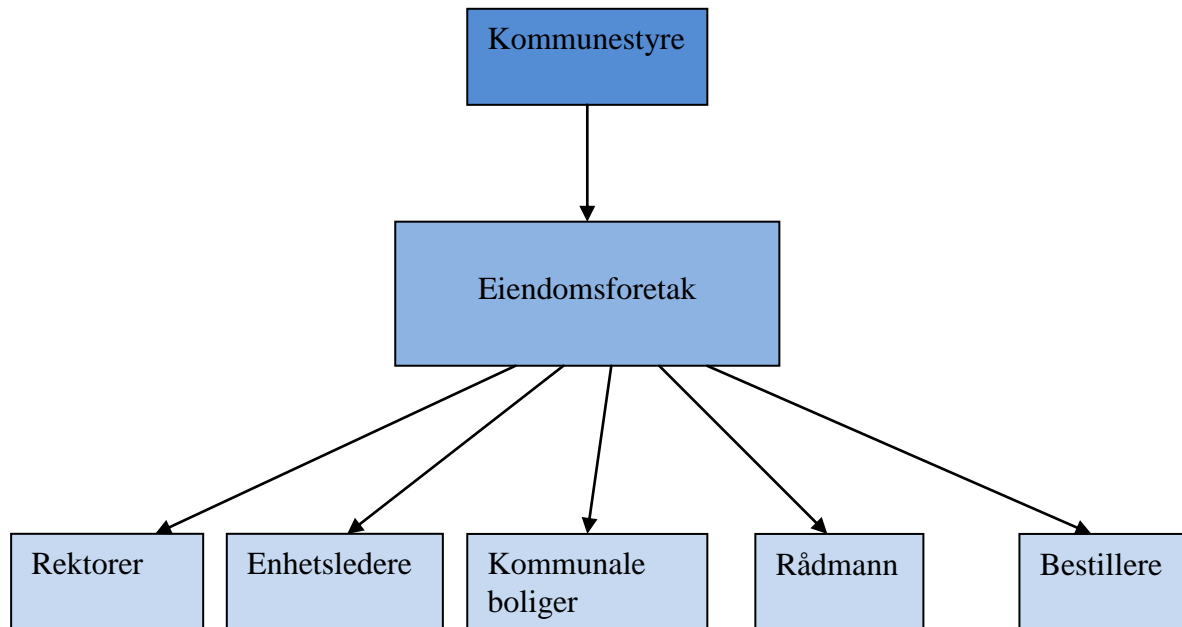 Kommunestyre
Eiendomsforetak
Rektorer
Enhetsledere
Kommunale
boliger
Rådmann
Bestillere